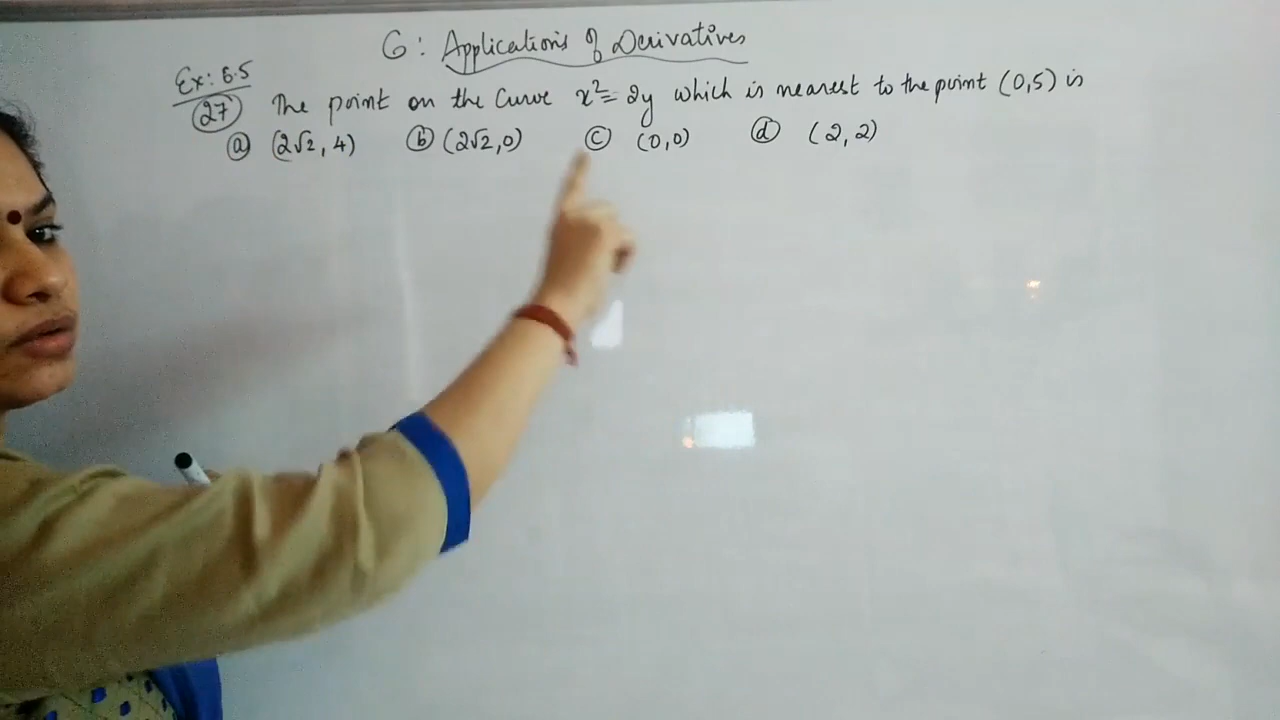 6: Applications of Derivatives
Ex: 6.5
27 The point on the curve x²= 2y which is nearest to the point (0,5) is
a (2√2, 4) b (2√2, 0) c (0,0) d (2,2)